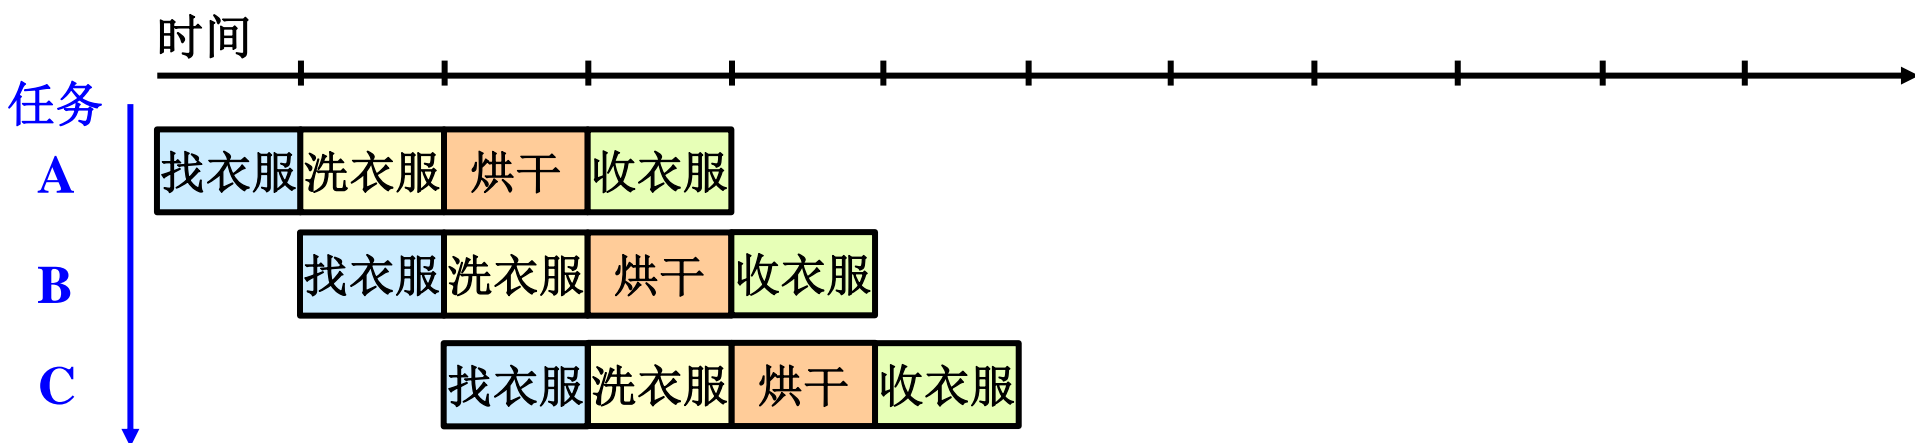 时间
任务
A 找衣服 洗衣服 烘干 收衣服
B 找衣服 洗衣服 烘干 收衣服
C 找衣服 洗衣服 烘干 收衣服